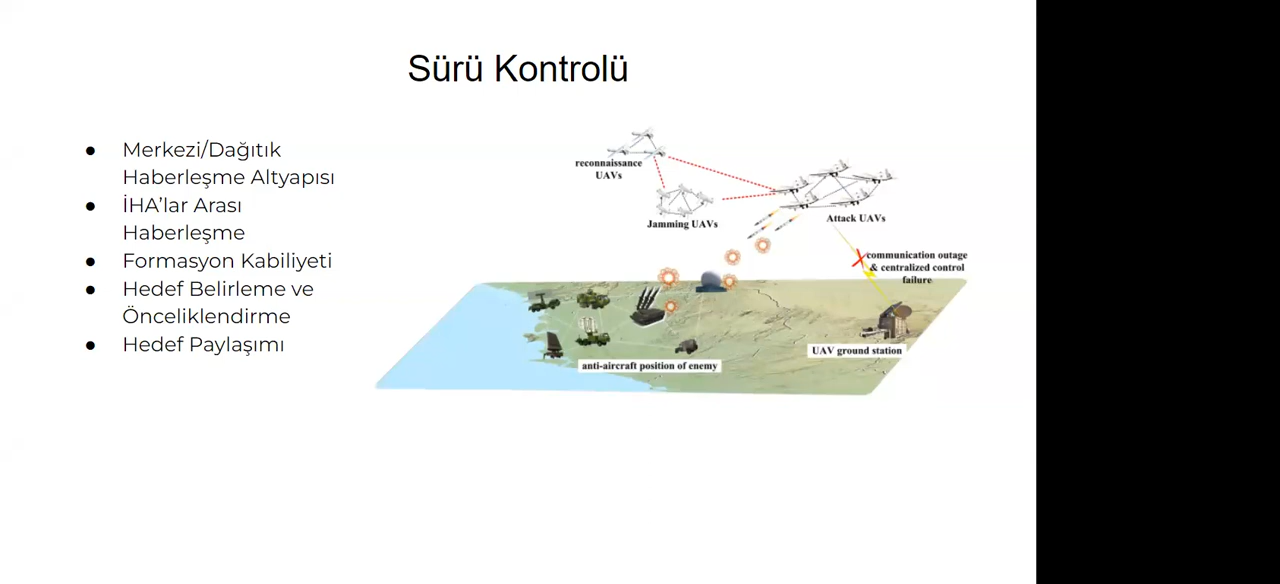 Sürü Kontrolü
● Merkezi/Dağıtık
Haberleşme Altyapısı
● İHA’lar Arası
Haberleşme
● Formasyon Kabiliyeti
● Hedef Belirleme ve
Önceliklendirme
● Hedef Paylaşımı
reconnaissance
UAVs
Jamming UAVs
Attack UAVs
communication outage
& centralized control
failure
UAV ground station
anti-aircraft position of enemy